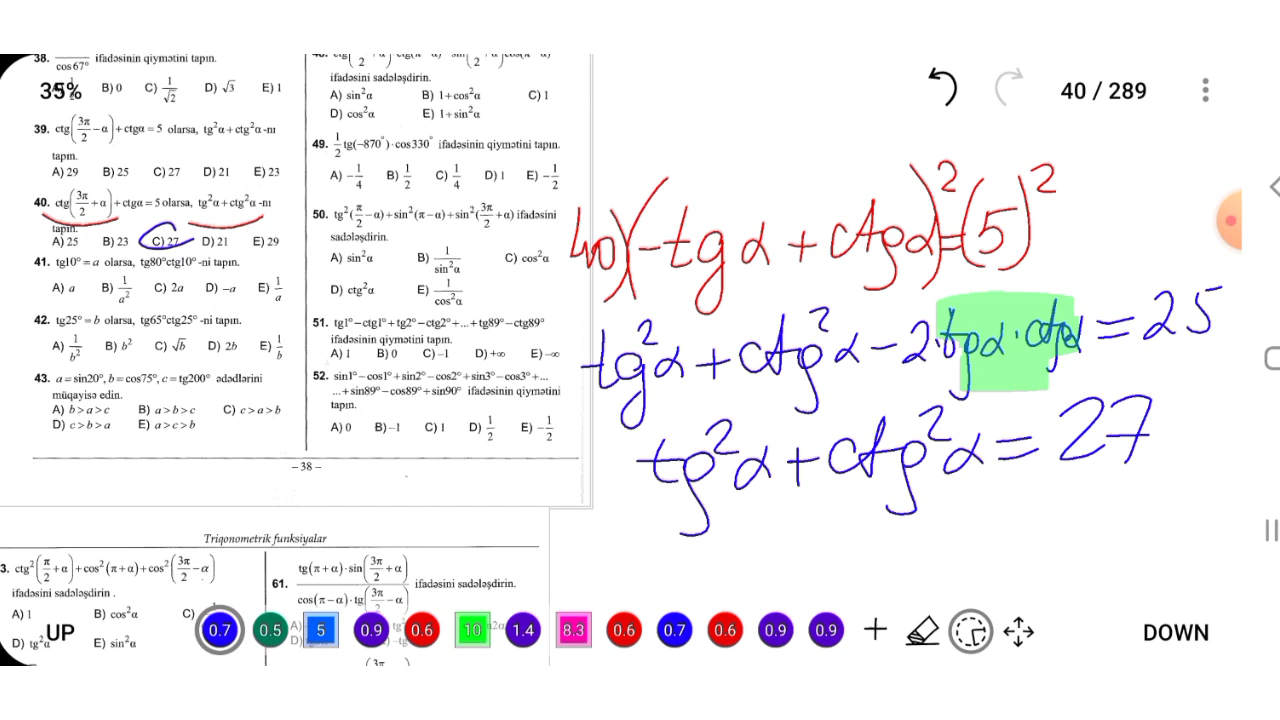 38. cos67° ifadəsinin qiymətini tapın.
35%
B) 0 C) 1/√2 D) √3 E) 1
39. ctg(3π/2 − α) + ctgα = 5 olarsa, tg²α + ctg²α -nı
tapın.
A) 29 B) 25 C) 27 D) 21 E) 23
40. ctg(3π/2 + α) + ctgα = 5 olarsa, tg²α + ctg²α -nı
tapın.
A) 25 B) 23 C) 27 D) 21 E) 29
41. tg10° = a olarsa, tg80°ctg10° -ni tapın.
A) a B) 1/a² C) 2a D) −a E) 1/a
42. tg25° = b olarsa, tg65°ctg25° -ni tapın.
A) 1/b² B) b² C) √b D) 2b E) 1/b
43. a = sin20°, b = cos75°, c = tg200° ədədlərini
müqayisə edin.
A) b > a > c B) a > b > c C) c > a > b
D) c > b > a E) a > c > b
ifadəsini sadələşdirin.
A) sin²α B) 1+cos²α C) 1
D) cos²α E) 1+sin²α
49. 1/2 tg(−870°)·cos330° ifadəsinin qiymətini tapın.
A) −1/4 B) 1/2 C) 1/4 D) 1 E) −1/2
50. tg²(π/2 − α) + sin²(π − α) + sin²(3π/2 + α) ifadəsini
sadələşdirin.
A) sin²α B) 1/sin²α C) cos²α
D) ctg²α E) 1/cos²α
51. tg1° − ctg1° + tg2° − ctg2° + ... + tg89° − ctg89°
ifadəsinin qiymətini tapın.
A) 1 B) 0 C) −1 D) +∞ E) −∞
52. sin1° − cos1° + sin2° − cos2° + sin3° − cos3° + ...
... + sin89° − cos89° + sin90° ifadəsinin qiymətini
tapın.
A) 0 B) −1 C) 1 D) 1/2 E) −1/2
− 38 −
40 / 289
40) (−tgα + ctgα)² = (5)²
tg²α + ctg²α − 2·tgα·ctgα = 25
tg²α + ctg²α = 27
Triqonometrik funksiyalar
3. ctg²(π/2 + α) + cos²(π + α) + cos²(3π/2 − α)
ifadəsini sadələşdirin .
A) 1 B) cos²α C)
D) tg²α E) sin²α
61. tg(π + α)·sin(3π/2 + α) / cos(π − α)·tg(3π/2 − α) ifadəsini sadələşdirin.
UP
0.7 0.5 5 0.9 0.6 10 1.4 8.3 0.6 0.7 0.6 0.9 0.9
DOWN